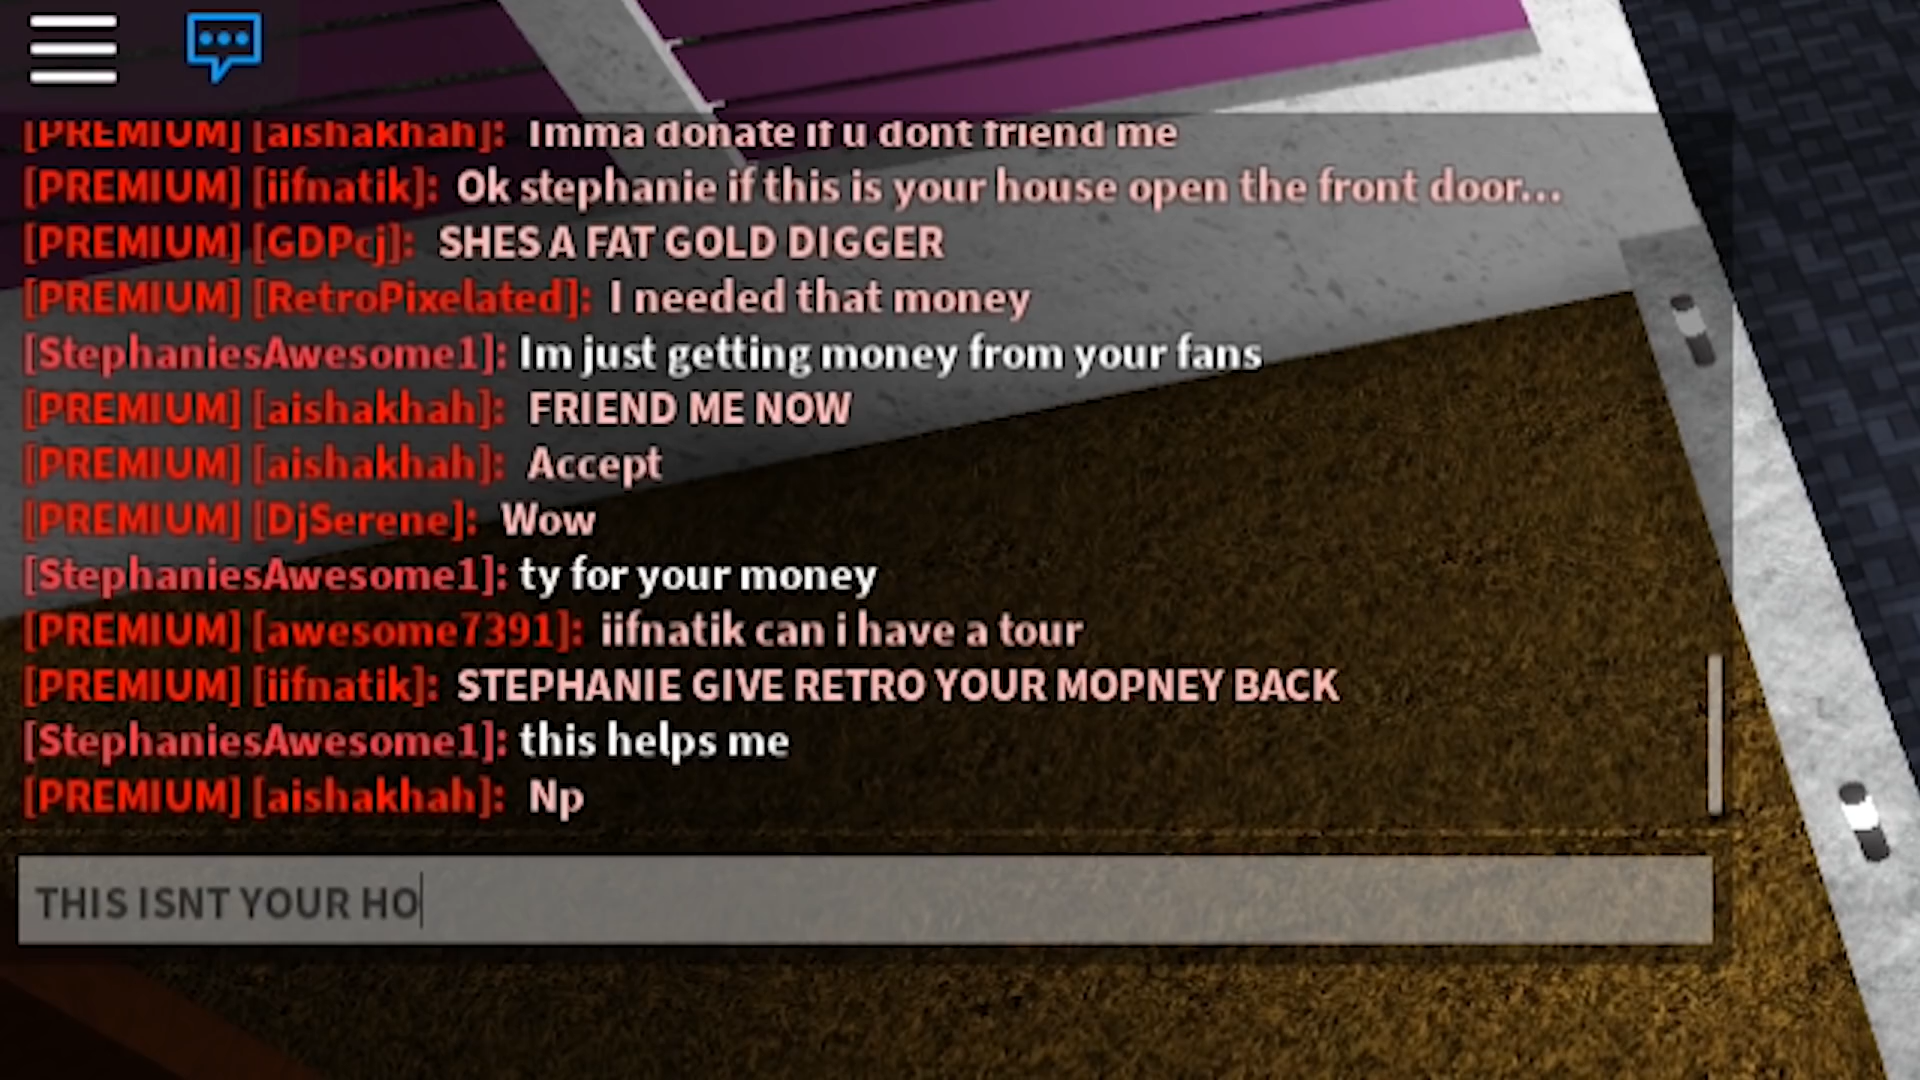 [PREMIUM] [aishakhah]: Imma donate if u dont friend me
[PREMIUM] [iifnatik]: Ok stephanie if this is your house open the front door...
[PREMIUM] [GDPcj]: SHES A FAT GOLD DIGGER
[PREMIUM] [RetroPixelated]: I needed that money
[StephaniesAwesome1]: Im just getting money from your fans
[PREMIUM] [aishakhah]: FRIEND ME NOW
[PREMIUM] [aishakhah]: Accept
[PREMIUM] [DjSerene]: Wow
[StephaniesAwesome1]: ty for your money
[PREMIUM] [awesome7391]: iifnatik can i have a tour
[PREMIUM] [iifnatik]: STEPHANIE GIVE RETRO YOUR MOPNEY BACK
[StephaniesAwesome1]: this helps me
[PREMIUM] [aishakhah]: Np
THIS ISNT YOUR HO